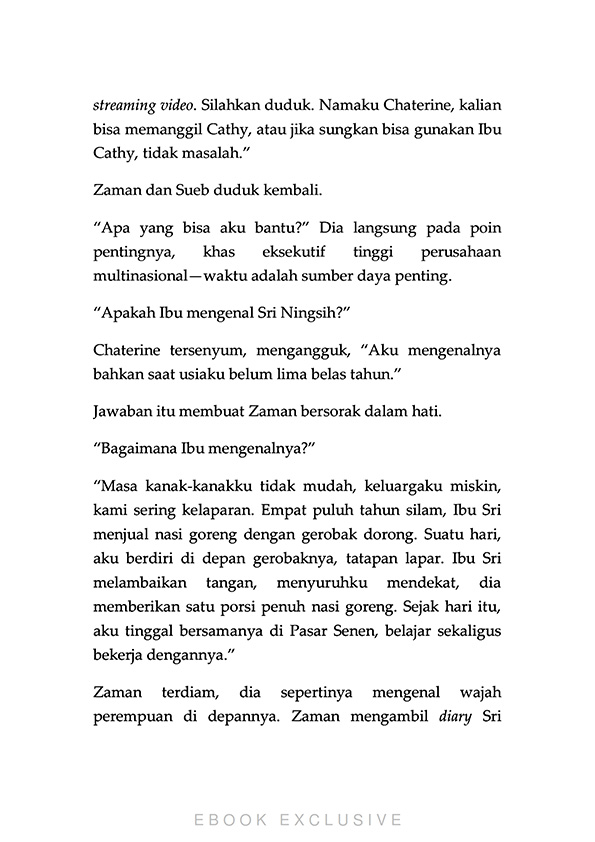 streaming video. Silahkan duduk. Namaku Chaterine, kalian
bisa memanggil Cathy, atau jika sungkan bisa gunakan Ibu
Cathy, tidak masalah.”
Zaman dan Sueb duduk kembali.
“Apa yang bisa aku bantu?” Dia langsung pada poin
pentingnya, khas eksekutif tinggi perusahaan
multinasional—waktu adalah sumber daya penting.
“Apakah Ibu mengenal Sri Ningsih?”
Chaterine tersenyum, mengangguk, “Aku mengenalnya
bahkan saat usiaku belum lima belas tahun.”
Jawaban itu membuat Zaman bersorak dalam hati.
“Bagaimana Ibu mengenalnya?”
“Masa kanak-kanakku tidak mudah, keluargaku miskin,
kami sering kelaparan. Empat puluh tahun silam, Ibu Sri
menjual nasi goreng dengan gerobak dorong. Suatu hari,
aku berdiri di depan gerobaknya, tatapan lapar. Ibu Sri
melambaikan tangan, menyuruhku mendekat, dia
memberikan satu porsi penuh nasi goreng. Sejak hari itu,
aku tinggal bersamanya di Pasar Senen, belajar sekaligus
bekerja dengannya.”
Zaman terdiam, dia sepertinya mengenal wajah
perempuan di depannya. Zaman mengambil diary Sri
EBOOK EXCLUSIVE